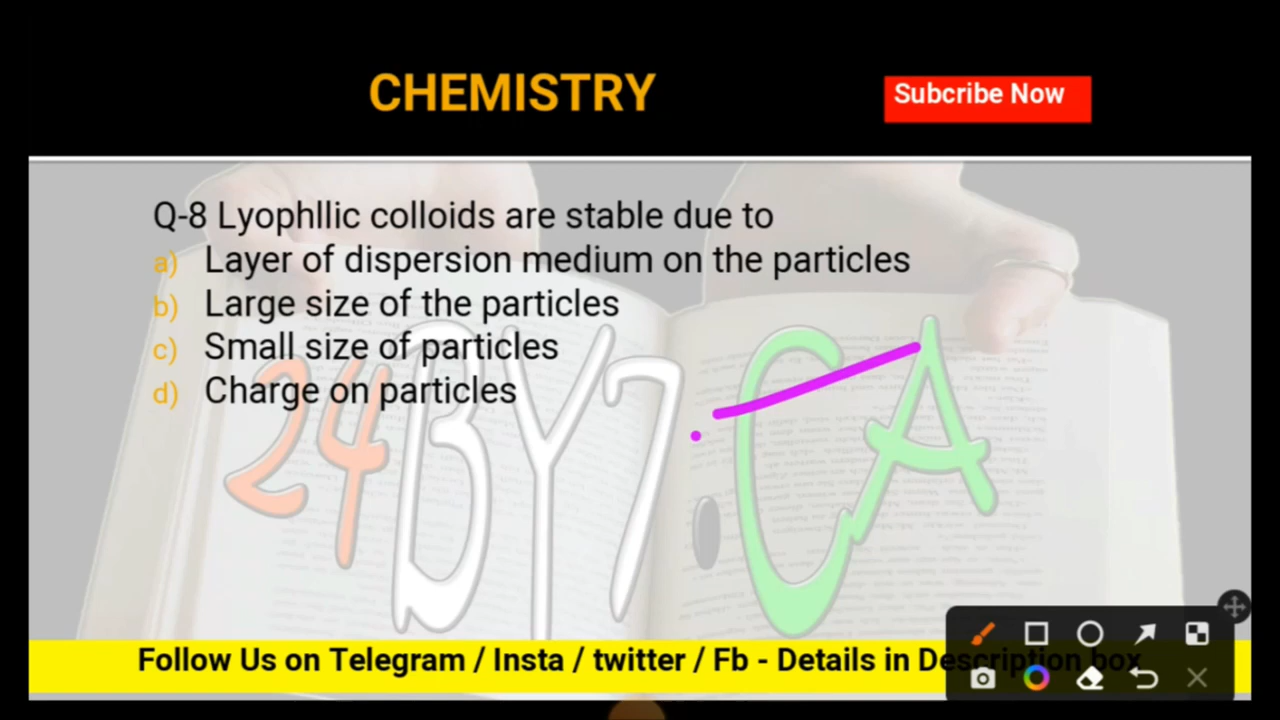 CHEMISTRY
Subcribe Now
Q-8 Lyophllic colloids are stable due to
a) Layer of dispersion medium on the particles
b) Large size of the particles
c) Small size of particles
d) Charge on particles
24BY7.CA
Follow Us on Telegram / Insta / twitter / Fb - Details in Description box